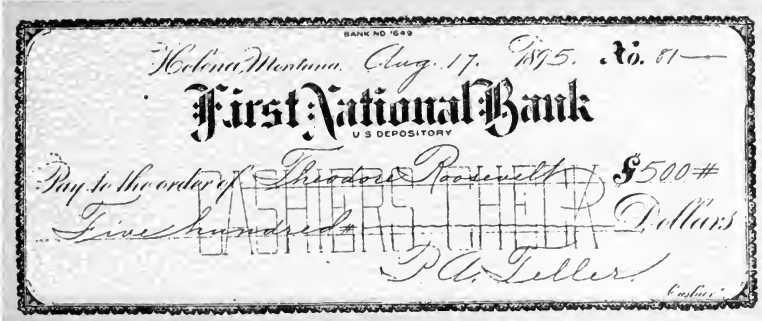 BANK NO 1649
Helena, Montana. Aug. 17. 1895. No. 81
First National Bank
U S DEPOSITORY
Pay to the order of Theodore Roosevelt $500#
CASHIERS CHECK
Five hundred# Dollars
P A. Teller
Cashier